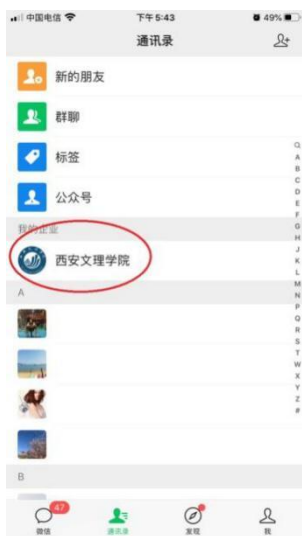 中国电信 下午 5:43 49%
通讯录
新的朋友
群聊
标签
公众号
我的企业
西安文理学院
A
B
Q
A
B
C
D
E
F
G
H
J
K
L
M
N
P
Q
R
S
T
W
X
Y
Z
#
47
微信 通讯录 发现 我